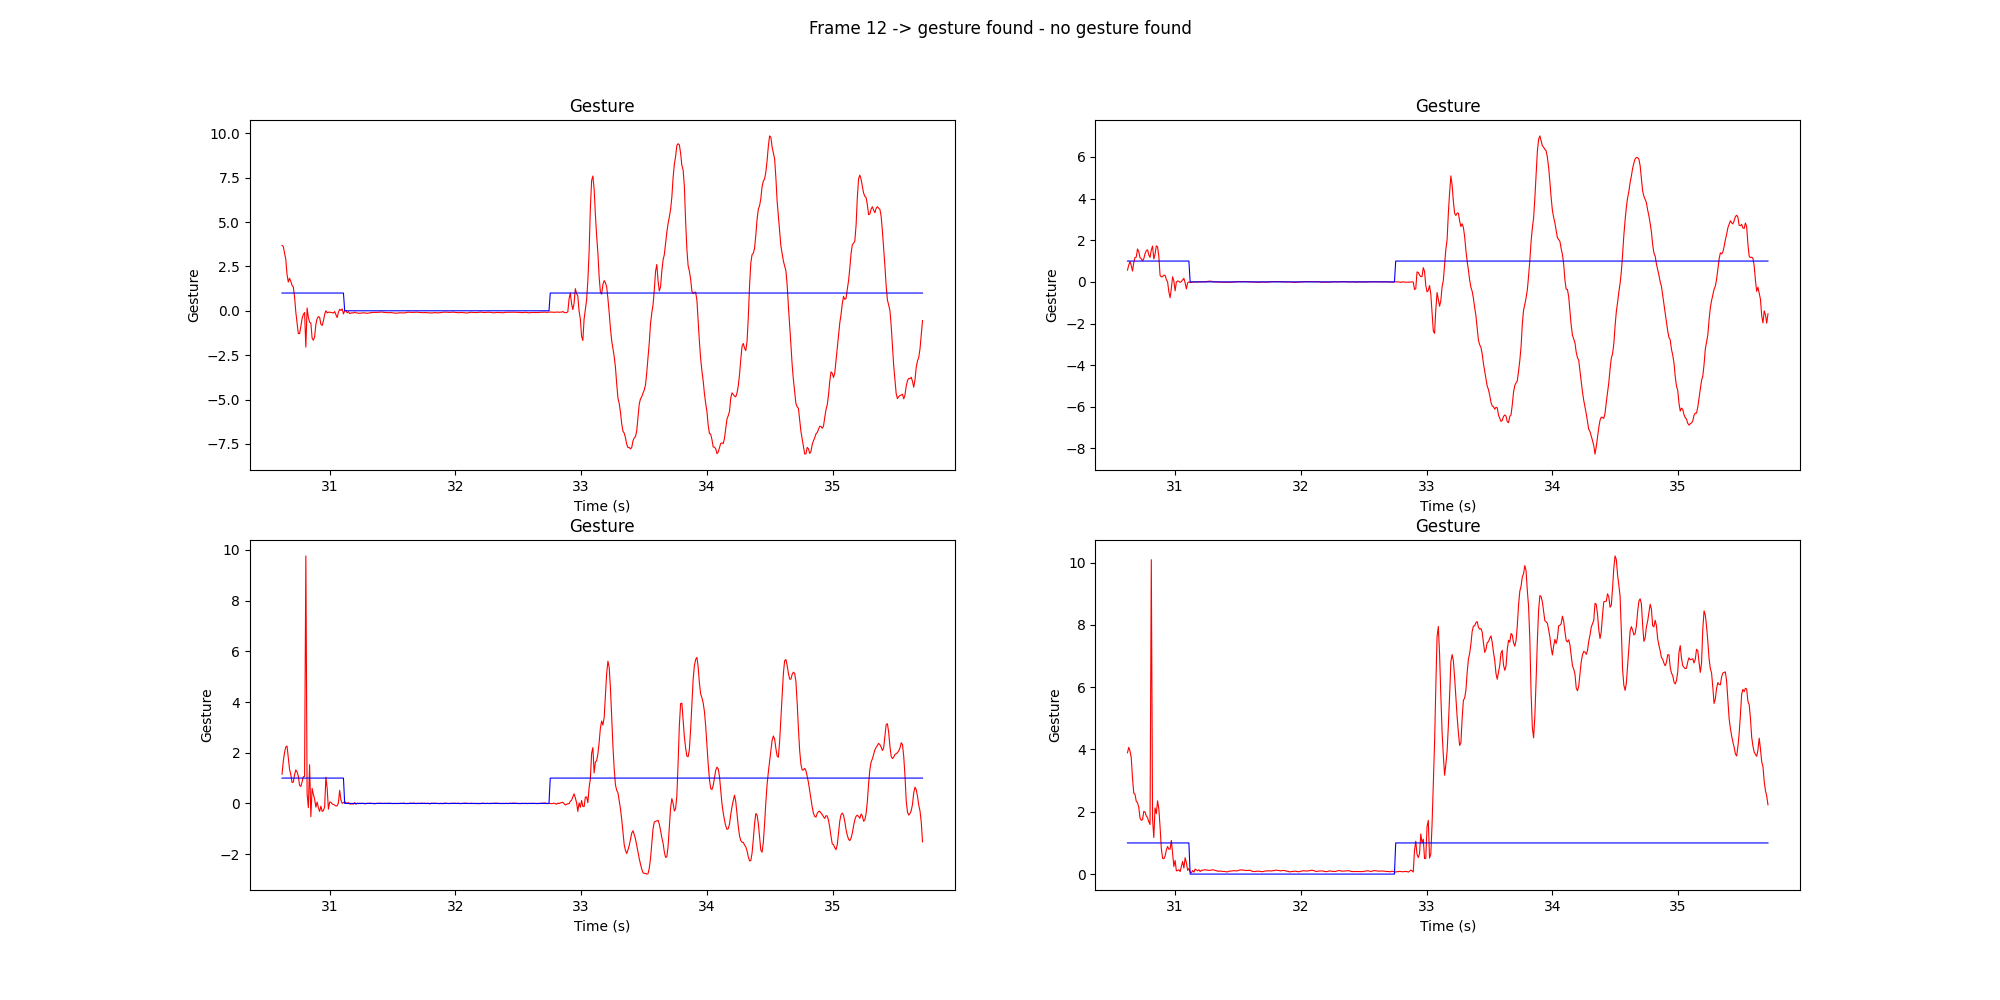 Frame 12 -> gesture found - no gesture found
Gesture
Gesture
10.0
7.5
5.0
2.5
0.0
−2.5
−5.0
−7.5
Gesture
31 32 33 34 35
Time (s)
6
4
2
0
−2
−4
−6
−8
Gesture
31 32 33 34 35
Time (s)
Gesture
Gesture
10
8
6
4
2
0
−2
Gesture
31 32 33 34 35
Time (s)
10
8
6
4
2
0
Gesture
31 32 33 34 35
Time (s)